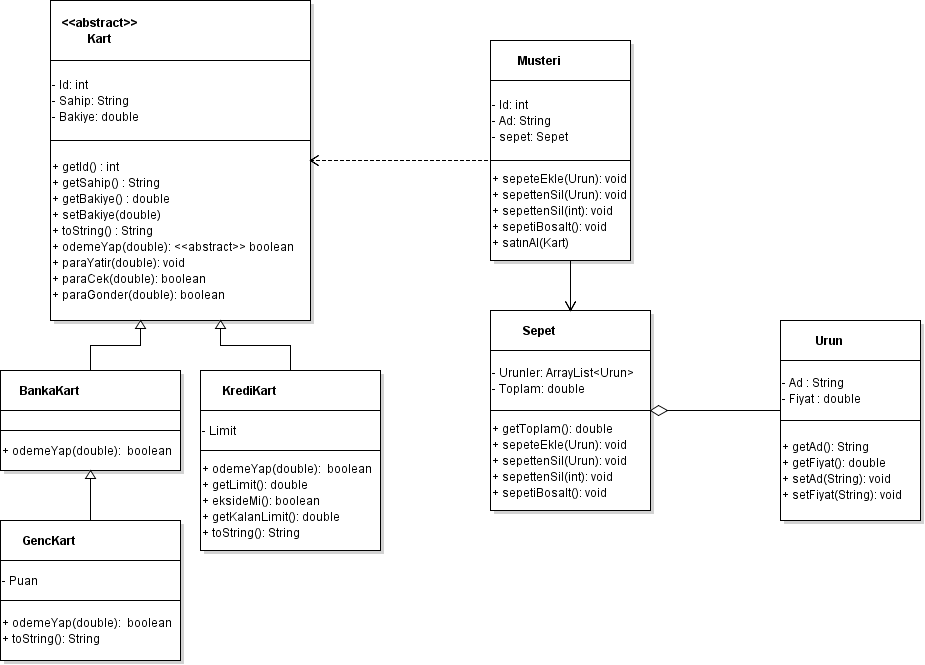 <<abstract>>
Kart
- Id: int
- Sahip: String
- Bakiye: double
+ getId() : int
+ getSahip() : String
+ getBakiye() : double
+ setBakiye(double)
+ toString() : String
+ odemeYap(double): <<abstract>> boolean
+ paraYatir(double): void
+ paraCek(double): boolean
+ paraGonder(double): boolean
Musteri
- Id: int
- Ad: String
- sepet: Sepet
+ sepeteEkle(Urun): void
+ sepettenSil(Urun): void
+ sepettenSil(int): void
+ sepetiBosalt(): void
+ satınAl(Kart)
Sepet
- Urunler: ArrayList<Urun>
- Toplam: double
+ getToplam(): double
+ sepeteEkle(Urun): void
+ sepettenSil(Urun): void
+ sepettenSil(int): void
+ sepetiBosalt(): void
Urun
- Ad : String
- Fiyat : double
+ getAd(): String
+ getFiyat(): double
+ setAd(String): void
+ setFiyat(String): void
BankaKart
+ odemeYap(double): boolean
KrediKart
- Limit
+ odemeYap(double): boolean
+ getLimit(): double
+ eksideMi(): boolean
+ getKalanLimit(): double
+ toString(): String
GencKart
- Puan
+ odemeYap(double): boolean
+ toString(): String